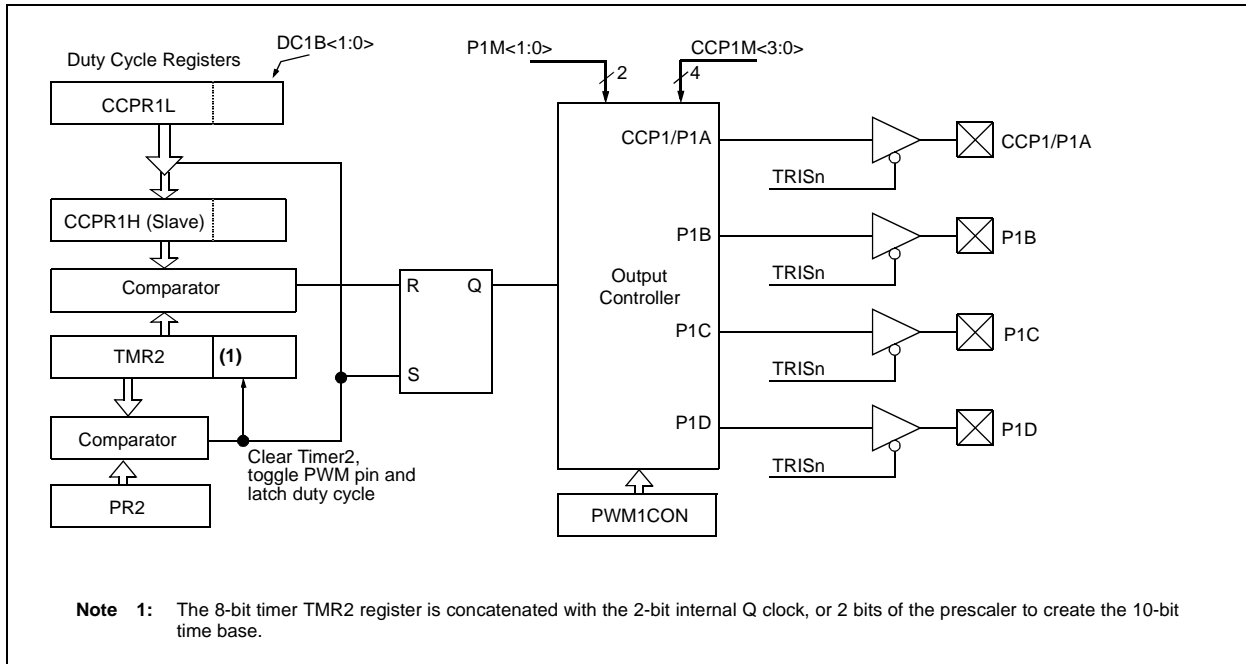 DC1B<1:0>
Duty Cycle Registers
CCPR1L
CCPR1H (Slave)
Comparator
TMR2
(1)
Comparator
PR2
Clear Timer2,
toggle PWM pin and
latch duty cycle
R
Q
S
P1M<1:0>
2
CCP1M<3:0>
4
Output
Controller
CCP1/P1A
P1B
P1C
P1D
PWM1CON
TRISn
CCP1/P1A
TRISn
P1B
TRISn
P1C
TRISn
P1D
Note 1: The 8-bit timer TMR2 register is concatenated with the 2-bit internal Q clock, or 2 bits of the prescaler to create the 10-bit
time base.